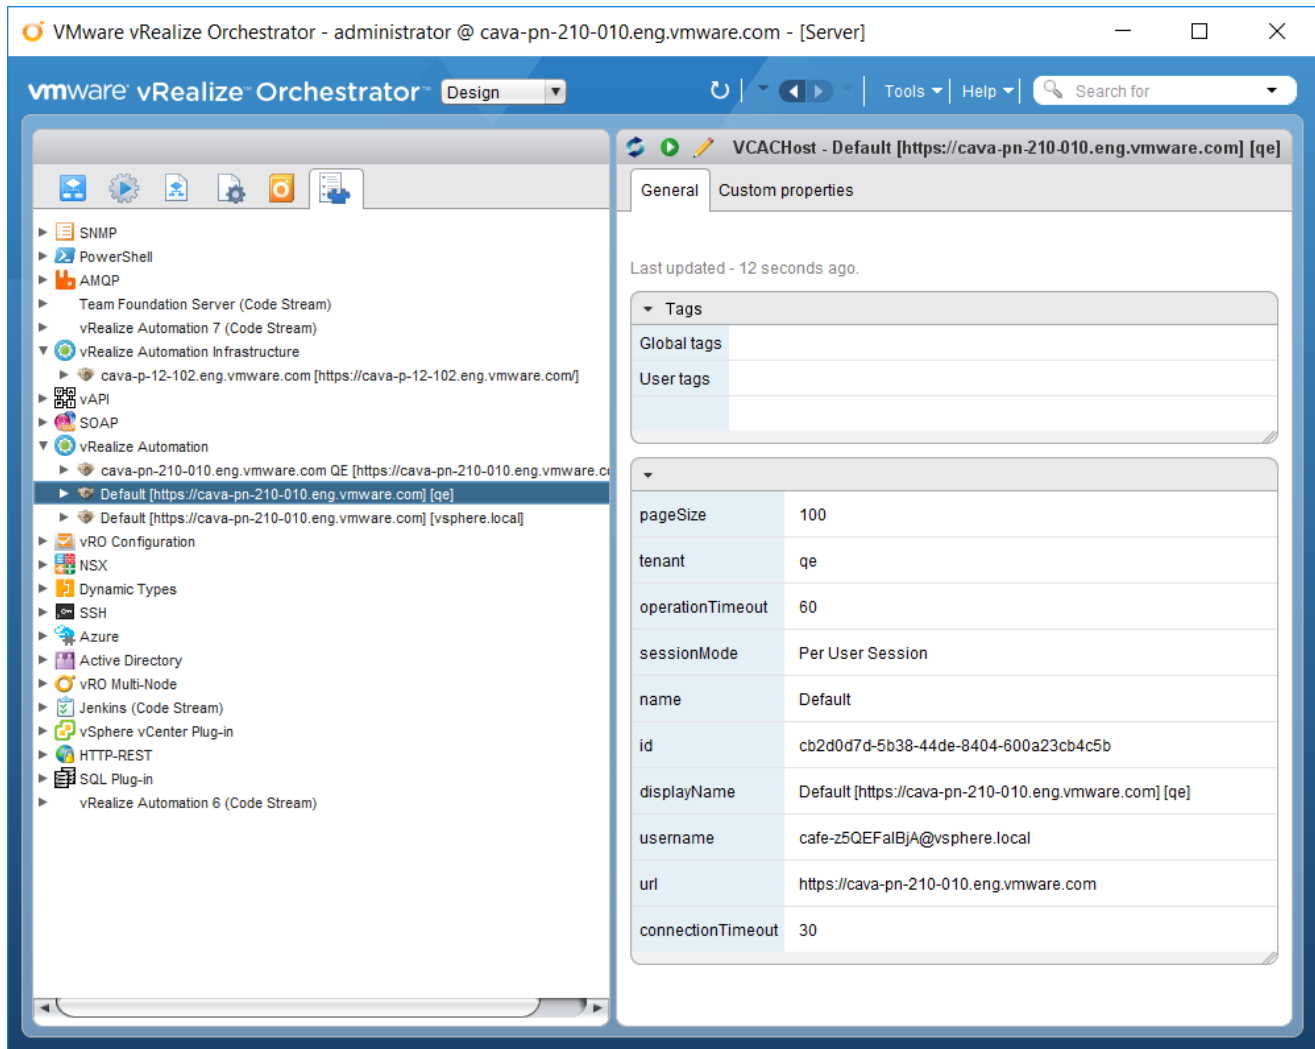 VMware vRealize Orchestrator - administrator @ cava-pn-210-010.eng.vmware.com - [Server]
vmware vRealize Orchestrator Design Tools Help Search for
VCACHost - Default [https://cava-pn-210-010.eng.vmware.com] [qe]
General Custom properties
SNMP
PowerShell
AMQP
Team Foundation Server (Code Stream)
vRealize Automation 7 (Code Stream)
vRealize Automation Infrastructure
cava-p-12-102.eng.vmware.com [https://cava-p-12-102.eng.vmware.com/]
vAPI
SOAP
vRealize Automation
cava-pn-210-010.eng.vmware.com QE [https://cava-pn-210-010.eng.vmware.c
Default [https://cava-pn-210-010.eng.vmware.com] [qe]
Default [https://cava-pn-210-010.eng.vmware.com] [vsphere.local]
vRO Configuration
NSX
Dynamic Types
SSH
Azure
Active Directory
vRO Multi-Node
Jenkins (Code Stream)
vSphere vCenter Plug-in
HTTP-REST
SQL Plug-in
vRealize Automation 6 (Code Stream)
Last updated - 12 seconds ago.
Tags
Global tags
User tags
pageSize 100
tenant qe
operationTimeout 60
sessionMode Per User Session
name Default
id cb2d0d7d-5b38-44de-8404-600a23cb4c5b
displayName Default [https://cava-pn-210-010.eng.vmware.com] [qe]
username cafe-z5QEFalBjA@vsphere.local
url https://cava-pn-210-010.eng.vmware.com
connectionTimeout 30